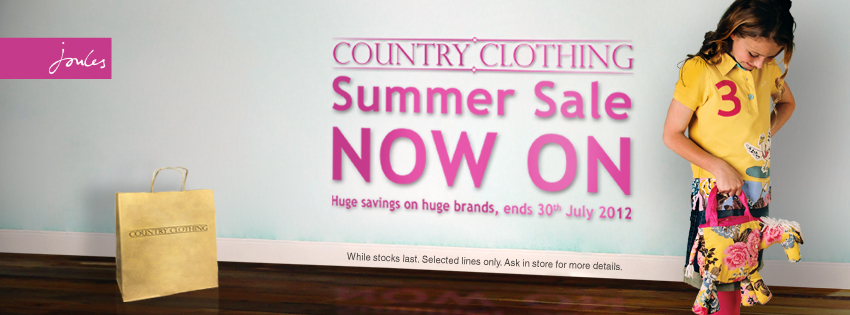 joules
COUNTRY CLOTHING
Summer Sale
NOW ON
Huge savings on huge brands, ends 30th July 2012
While stocks last. Selected lines only. Ask in store for more details.
COUNTRY CLOTHING
3